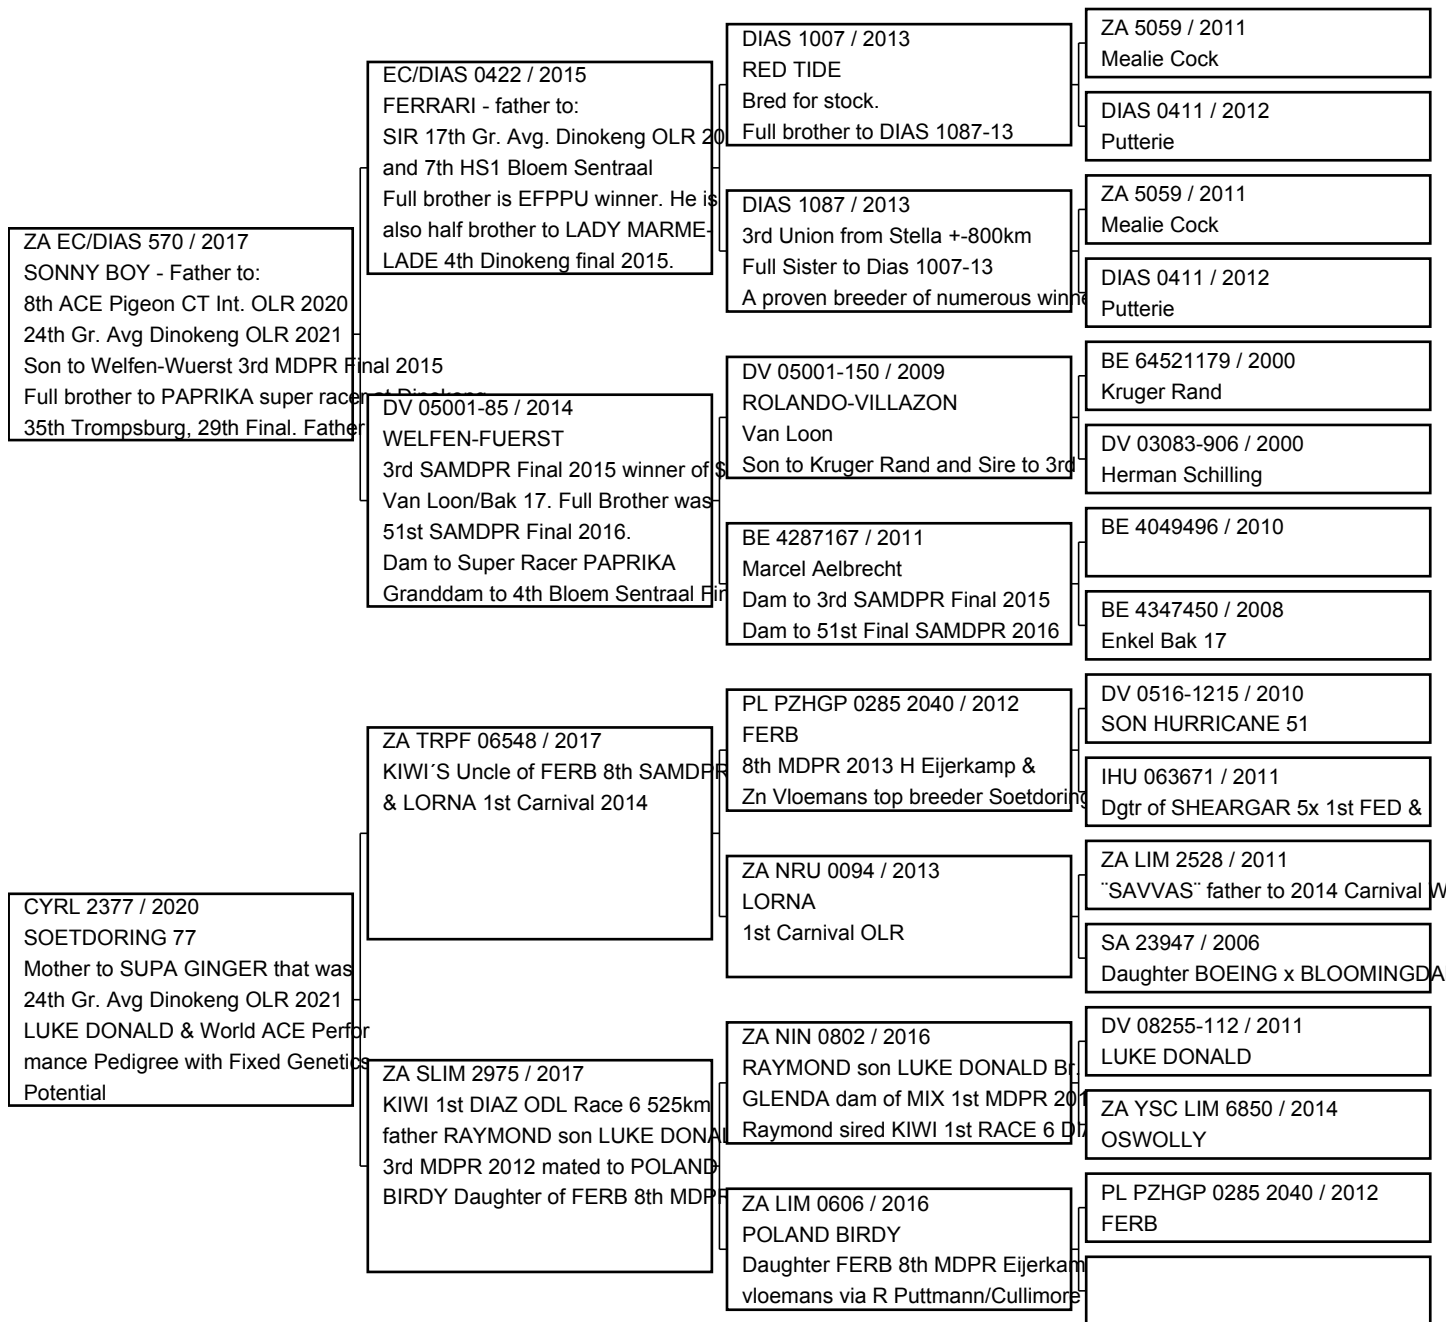 ZA EC/DIAS 570 / 2017
SONNY BOY - Father to:
8th ACE Pigeon CT Int. OLR 2020
24th Gr. Avg Dinokeng OLR 2021
Son to Welfen-Wuerst 3rd MDPR Final 2015
Full brother to PAPRIKA super racer at Dinokeng
35th Trompsburg, 29th Final. Father
CYRL 2377 / 2020
SOETDORING 77
Mother to SUPA GINGER that was
24th Gr. Avg Dinokeng OLR 2021
LUKE DONALD & World ACE Perfor
mance Pedigree with Fixed Genetics
Potential
EC/DIAS 0422 / 2015
FERRARI - father to:
SIR 17th Gr. Avg. Dinokeng OLR 20
and 7th HS1 Bloem Sentraal
Full brother is EFPPU winner. He is
also half brother to LADY MARME-
LADE 4th Dinokeng final 2015.
DV 05001-85 / 2014
WELFEN-FUERST
3rd SAMDPR Final 2015 winner of $
Van Loon/Bak 17. Full Brother was
51st SAMDPR Final 2016.
Dam to Super Racer PAPRIKA
Granddam to 4th Bloem Sentraal Fin
ZA TRPF 06548 / 2017
KIWI´S Uncle of FERB 8th SAMDPR
& LORNA 1st Carnival 2014
ZA SLIM 2975 / 2017
KIWI 1st DIAZ ODL Race 6 525km
father RAYMOND son LUKE DONAL
3rd MDPR 2012 mated to POLAND
BIRDY Daughter of FERB 8th MDPR
DIAS 1007 / 2013
RED TIDE
Bred for stock.
Full brother to DIAS 1087-13
DIAS 1087 / 2013
3rd Union from Stella +-800km
Full Sister to Dias 1007-13
A proven breeder of numerous winne
DV 05001-150 / 2009
ROLANDO-VILLAZON
Van Loon
Son to Kruger Rand and Sire to 3rd
BE 4287167 / 2011
Marcel Aelbrecht
Dam to 3rd SAMDPR Final 2015
Dam to 51st Final SAMDPR 2016
PL PZHGP 0285 2040 / 2012
FERB
8th MDPR 2013 H Eijerkamp &
Zn Vloemans top breeder Soetdoring
ZA NRU 0094 / 2013
LORNA
1st Carnival OLR
ZA NIN 0802 / 2016
RAYMOND son LUKE DONALD Br.
GLENDA dam of MIX 1st MDPR 201
Raymond sired KIWI 1st RACE 6 DIA
ZA LIM 0606 / 2016
POLAND BIRDY
Daughter FERB 8th MDPR Eijerkam
vloemans via R Puttmann/Cullimore
ZA 5059 / 2011
Mealie Cock
DIAS 0411 / 2012
Putterie
ZA 5059 / 2011
Mealie Cock
DIAS 0411 / 2012
Putterie
BE 64521179 / 2000
Kruger Rand
DV 03083-906 / 2000
Herman Schilling
BE 4049496 / 2010
BE 4347450 / 2008
Enkel Bak 17
DV 0516-1215 / 2010
SON HURRICANE 51
IHU 063671 / 2011
Dgtr of SHEARGAR 5x 1st FED &
ZA LIM 2528 / 2011
¨SAVVAS¨ father to 2014 Carnival W
SA 23947 / 2006
Daughter BOEING x BLOOMINGDA
DV 08255-112 / 2011
LUKE DONALD
ZA YSC LIM 6850 / 2014
OSWOLLY
PL PZHGP 0285 2040 / 2012
FERB